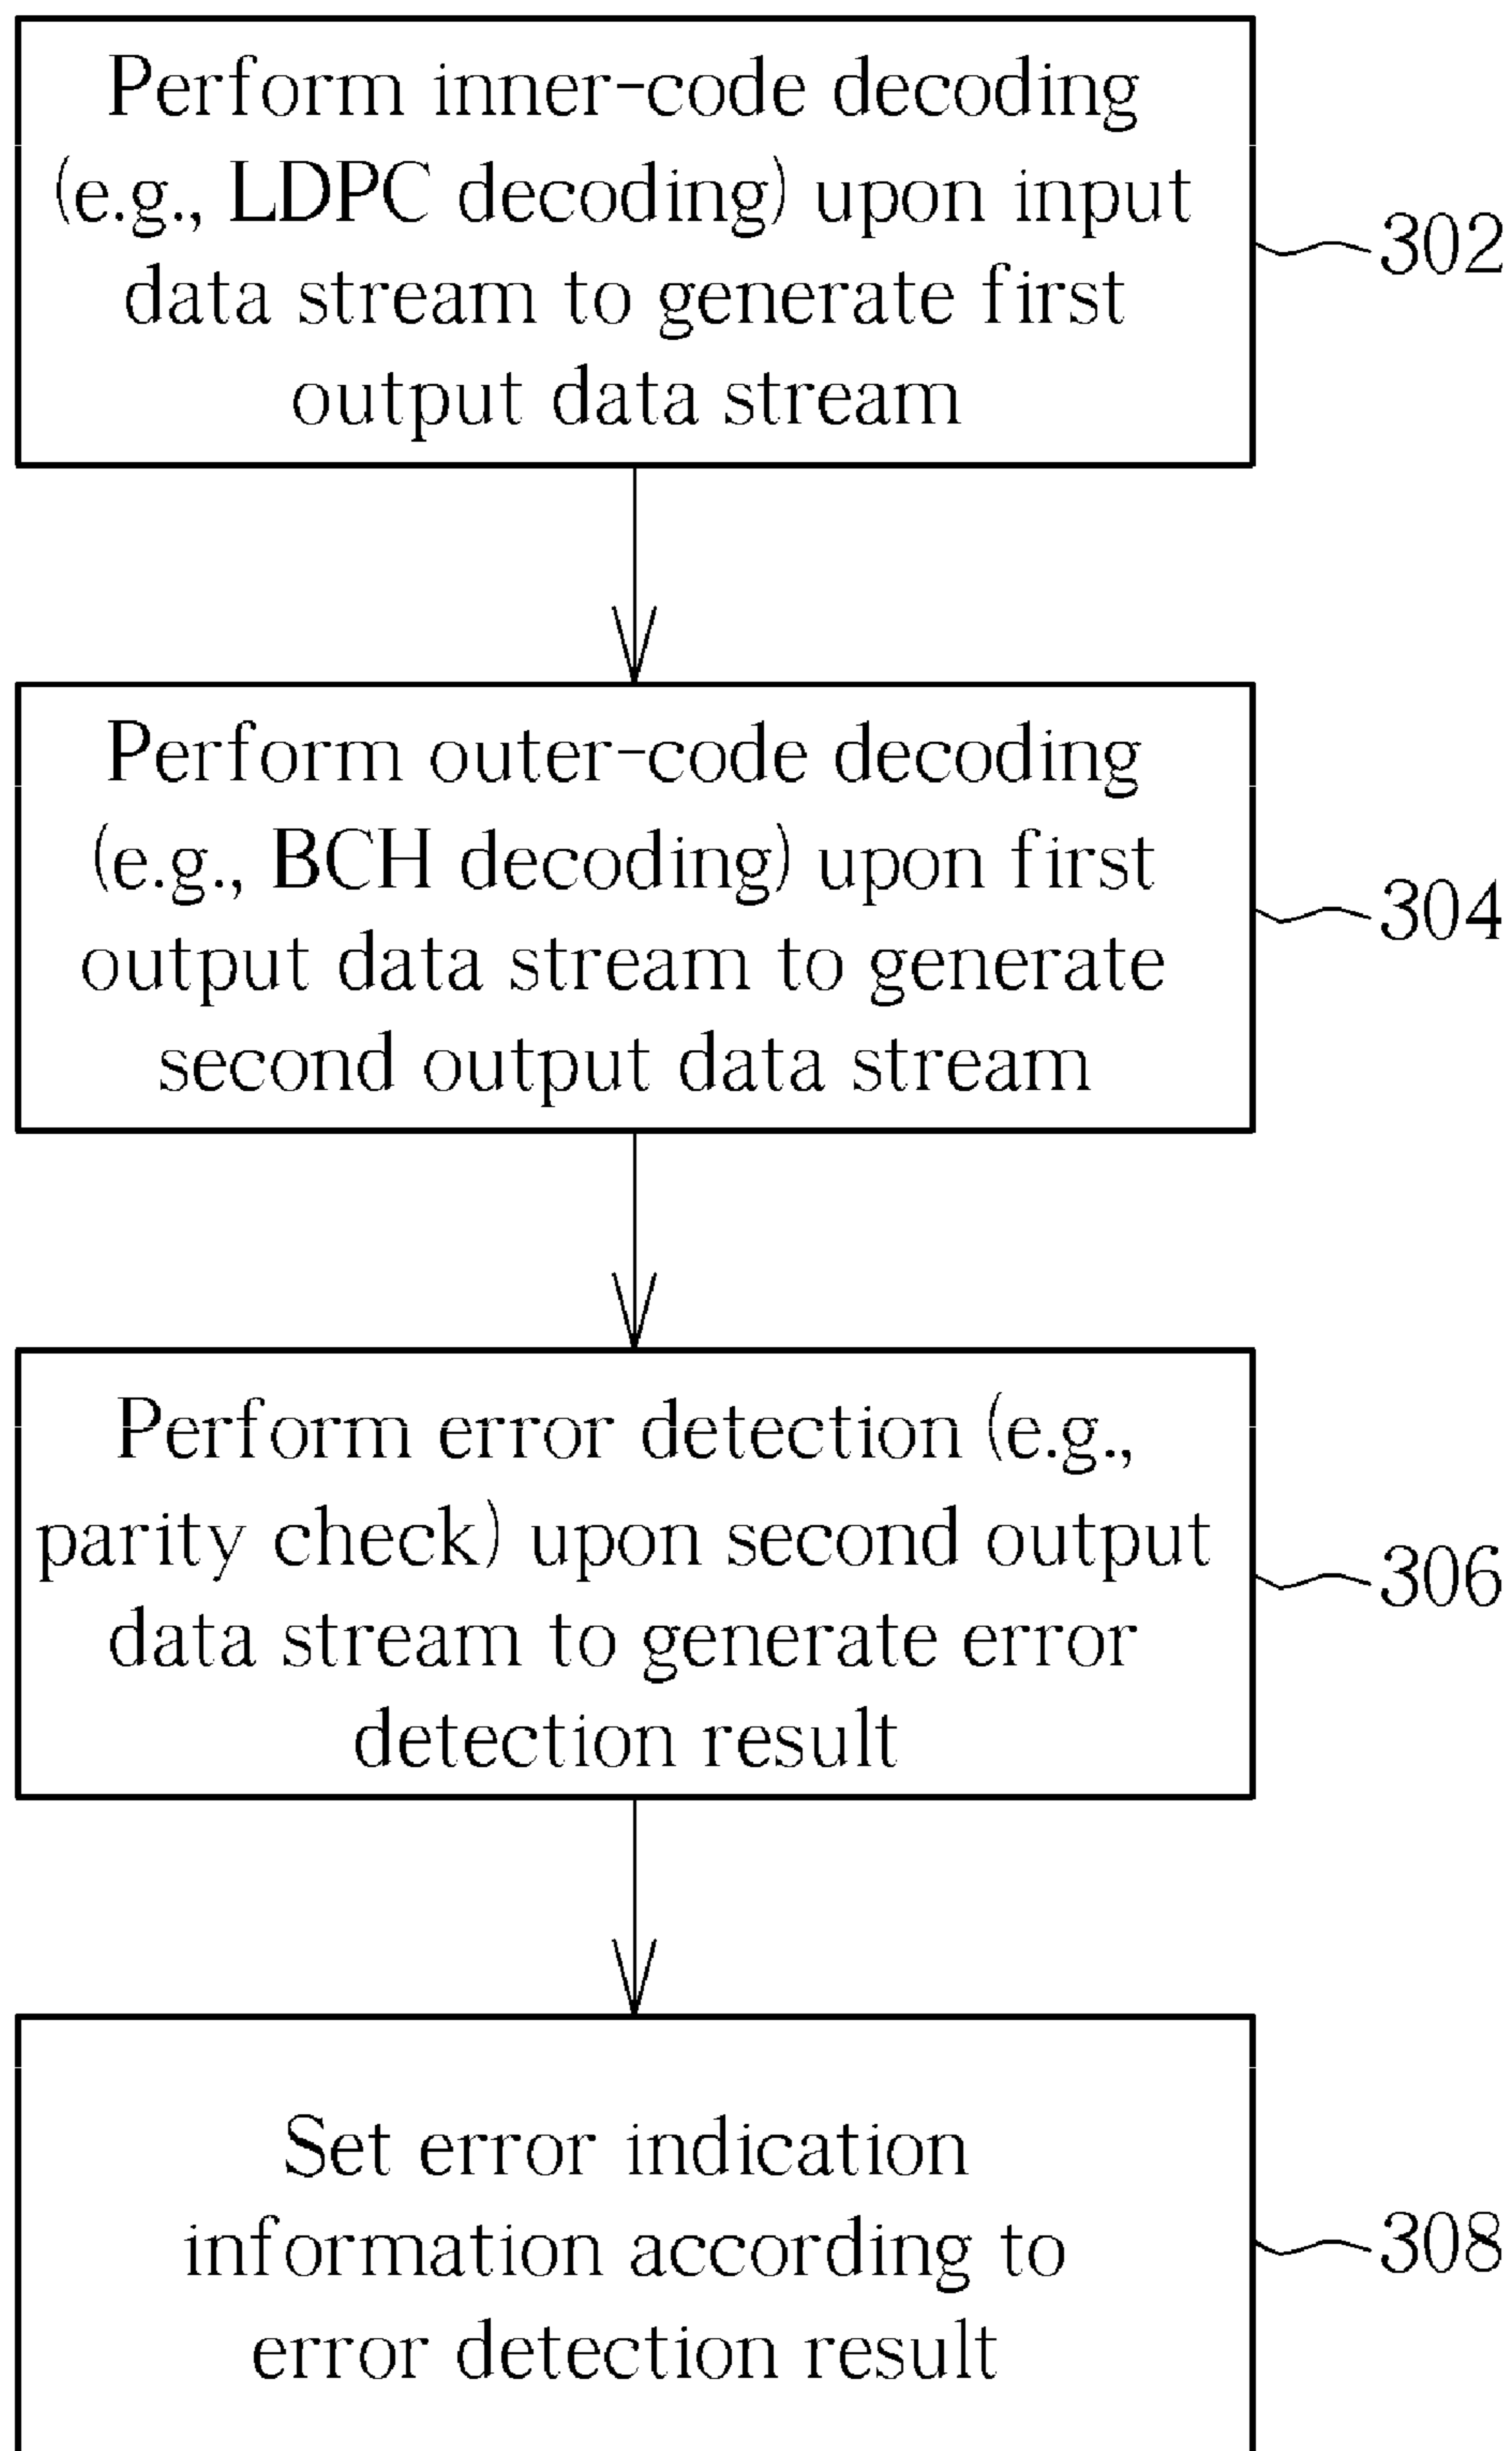 Perform inner-code decoding
(e.g., LDPC decoding) upon input
data stream to generate first
output data stream
302
Perform outer-code decoding
(e.g., BCH decoding) upon first
output data stream to generate
second output data stream
304
Perform error detection (e.g.,
parity check) upon second output
data stream to generate error
detection result
306
Set error indication
information according to
error detection result
308